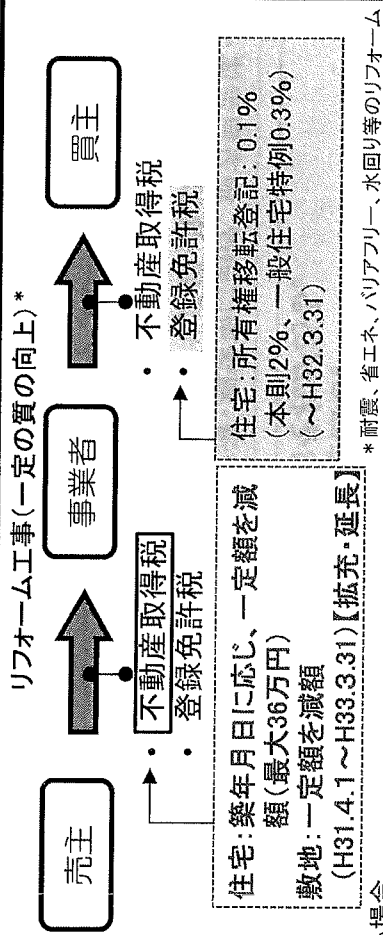 リフォーム工事(一定の質の向上)*
売主
事業者
買主
・不動産取得税
・登録免許税
・不動産取得税
・登録免許税
住宅:築年月日に応じ、一定額を減
額(最大36万円)
敷地:一定額を減額
(H31.4.1～H33.3.31)【拡充・延長】
住宅:所有権移転登記:0.1%
(本則2%、一般住宅特例0.3%)
(～H32.3.31)
*耐震、省エネ、バリアフリー、水回り等のリフォーム
場合